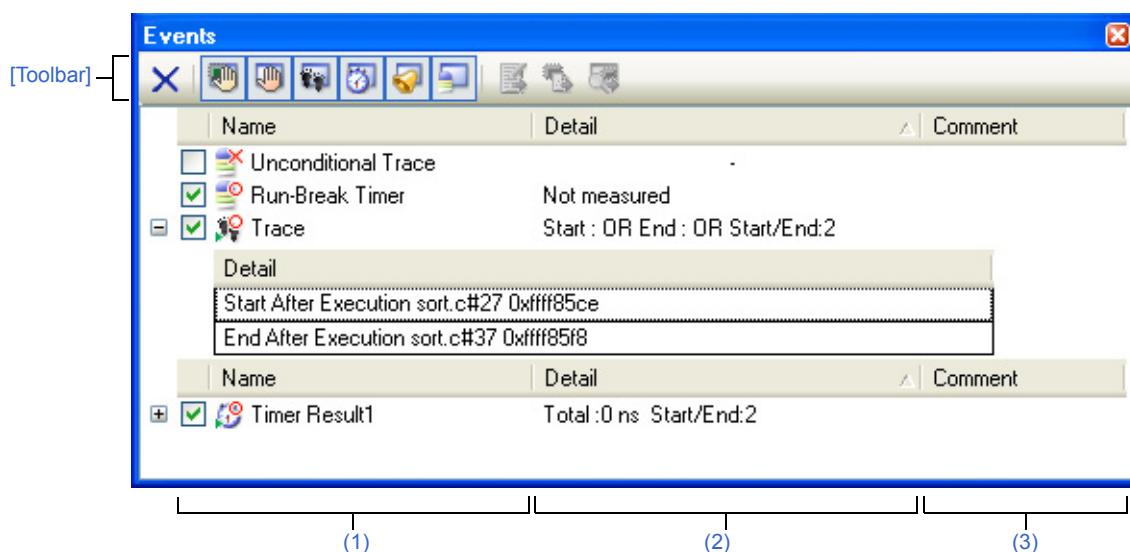 Events
[Toolbar]
Name Detail Comment
Unconditional Trace -
Run-Break Timer Not measured
Trace Start : OR End : OR Start/End:2
Detail
Start After Execution sort.c#27 0xffff85ce
End After Execution sort.c#37 0xffff85f8
Name Detail Comment
Timer Result1 Total :0 ns Start/End:2
(1) (2) (3)